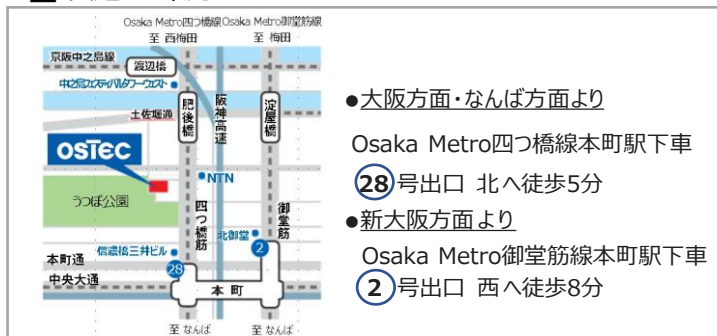 Osaka Metro四つ橋線 Osaka Metro御堂筋線
至 西梅田 至 梅田
京阪中之島線
渡辺橋
中之島フェスティバルタワー・ウエスト
土佐堀通
肥後橋
阪神高速
淀屋橋
OSTEC
NTN
うつぼ公園
四つ橋筋
御堂筋
北御堂
2
信濃橋三井ビル
本町通
28
中央大通
本町
至 なんば 至 なんば
●大阪方面・なんば方面より
Osaka Metro四つ橋線本町駅下車
28号出口 北へ徒歩5分
●新大阪方面より
Osaka Metro御堂筋線本町駅下車
2号出口 西へ徒歩8分